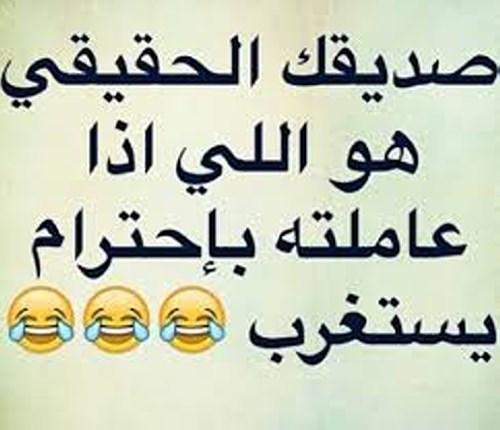 صديقك الحقيقي
هو اللي اذا
عاملته بإحترام
يستغرب 😂😂😂